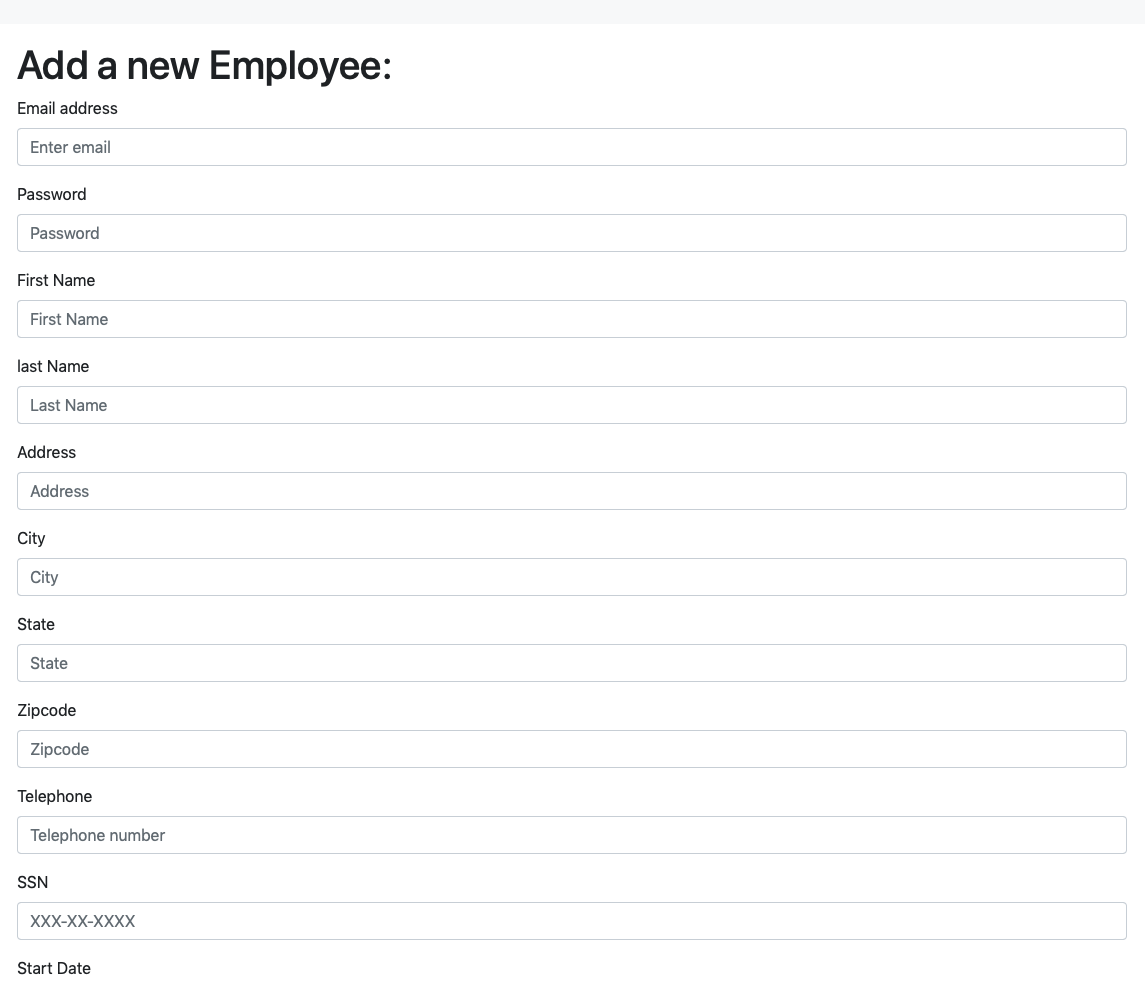 Add a new Employee:
Email address
Enter email
Password
Password
First Name
First Name
last Name
Last Name
Address
Address
City
City
State
State
Zipcode
Zipcode
Telephone
Telephone number
SSN
XXX-XX-XXXX
Start Date